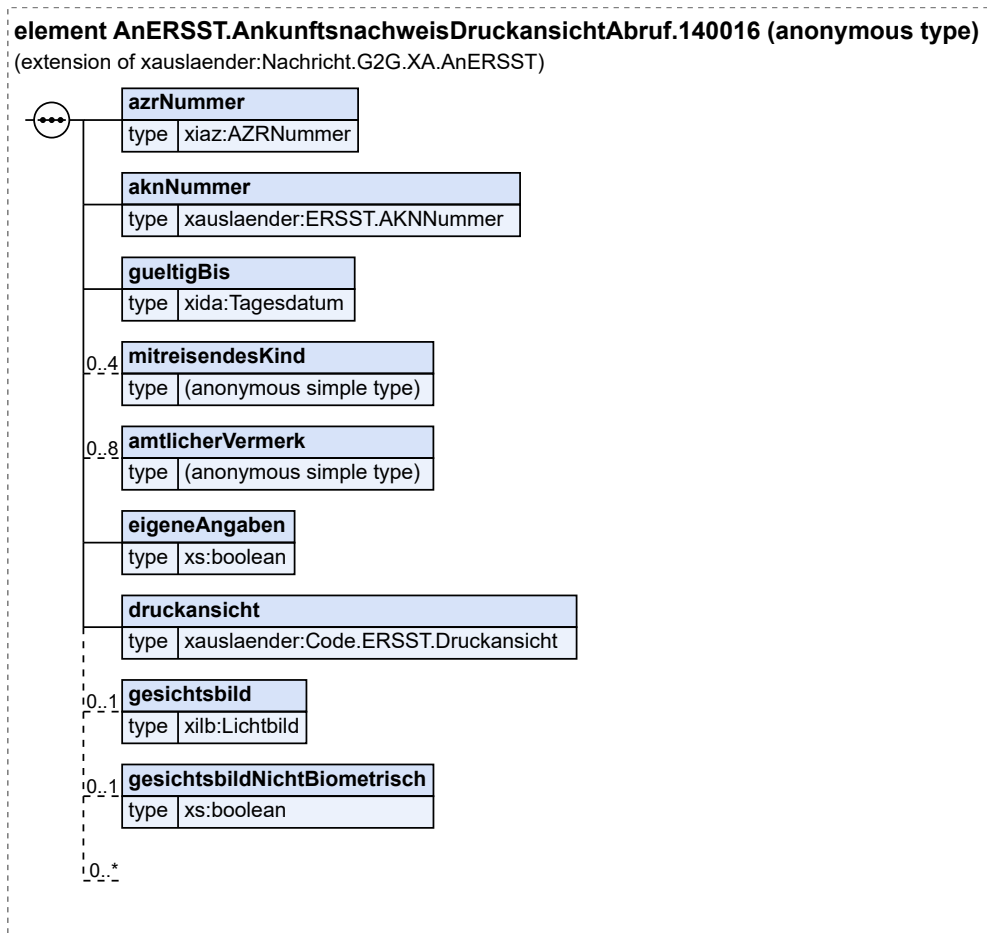 element AnERSST.AnkunftsnachweisDruckansichtAbruf.140016 (anonymous type)
(extension of xauslaender:Nachricht.G2G.XA.AnERSST)
azrNummer
type xiaz:AZRNummer
aknNummer
type xauslaender:ERSST.AKNNummer
gueltigBis
type xida:Tagesdatum
0..4 mitreisendesKind
type (anonymous simple type)
0..8 amtlicherVermerk
type (anonymous simple type)
eigeneAngaben
type xs:boolean
druckansicht
type xauslaender:Code.ERSST.Druckansicht
0..1 gesichtsbild
type xilb:Lichtbild
0..1 gesichtsbildNichtBiometrisch
type xs:boolean
0..*